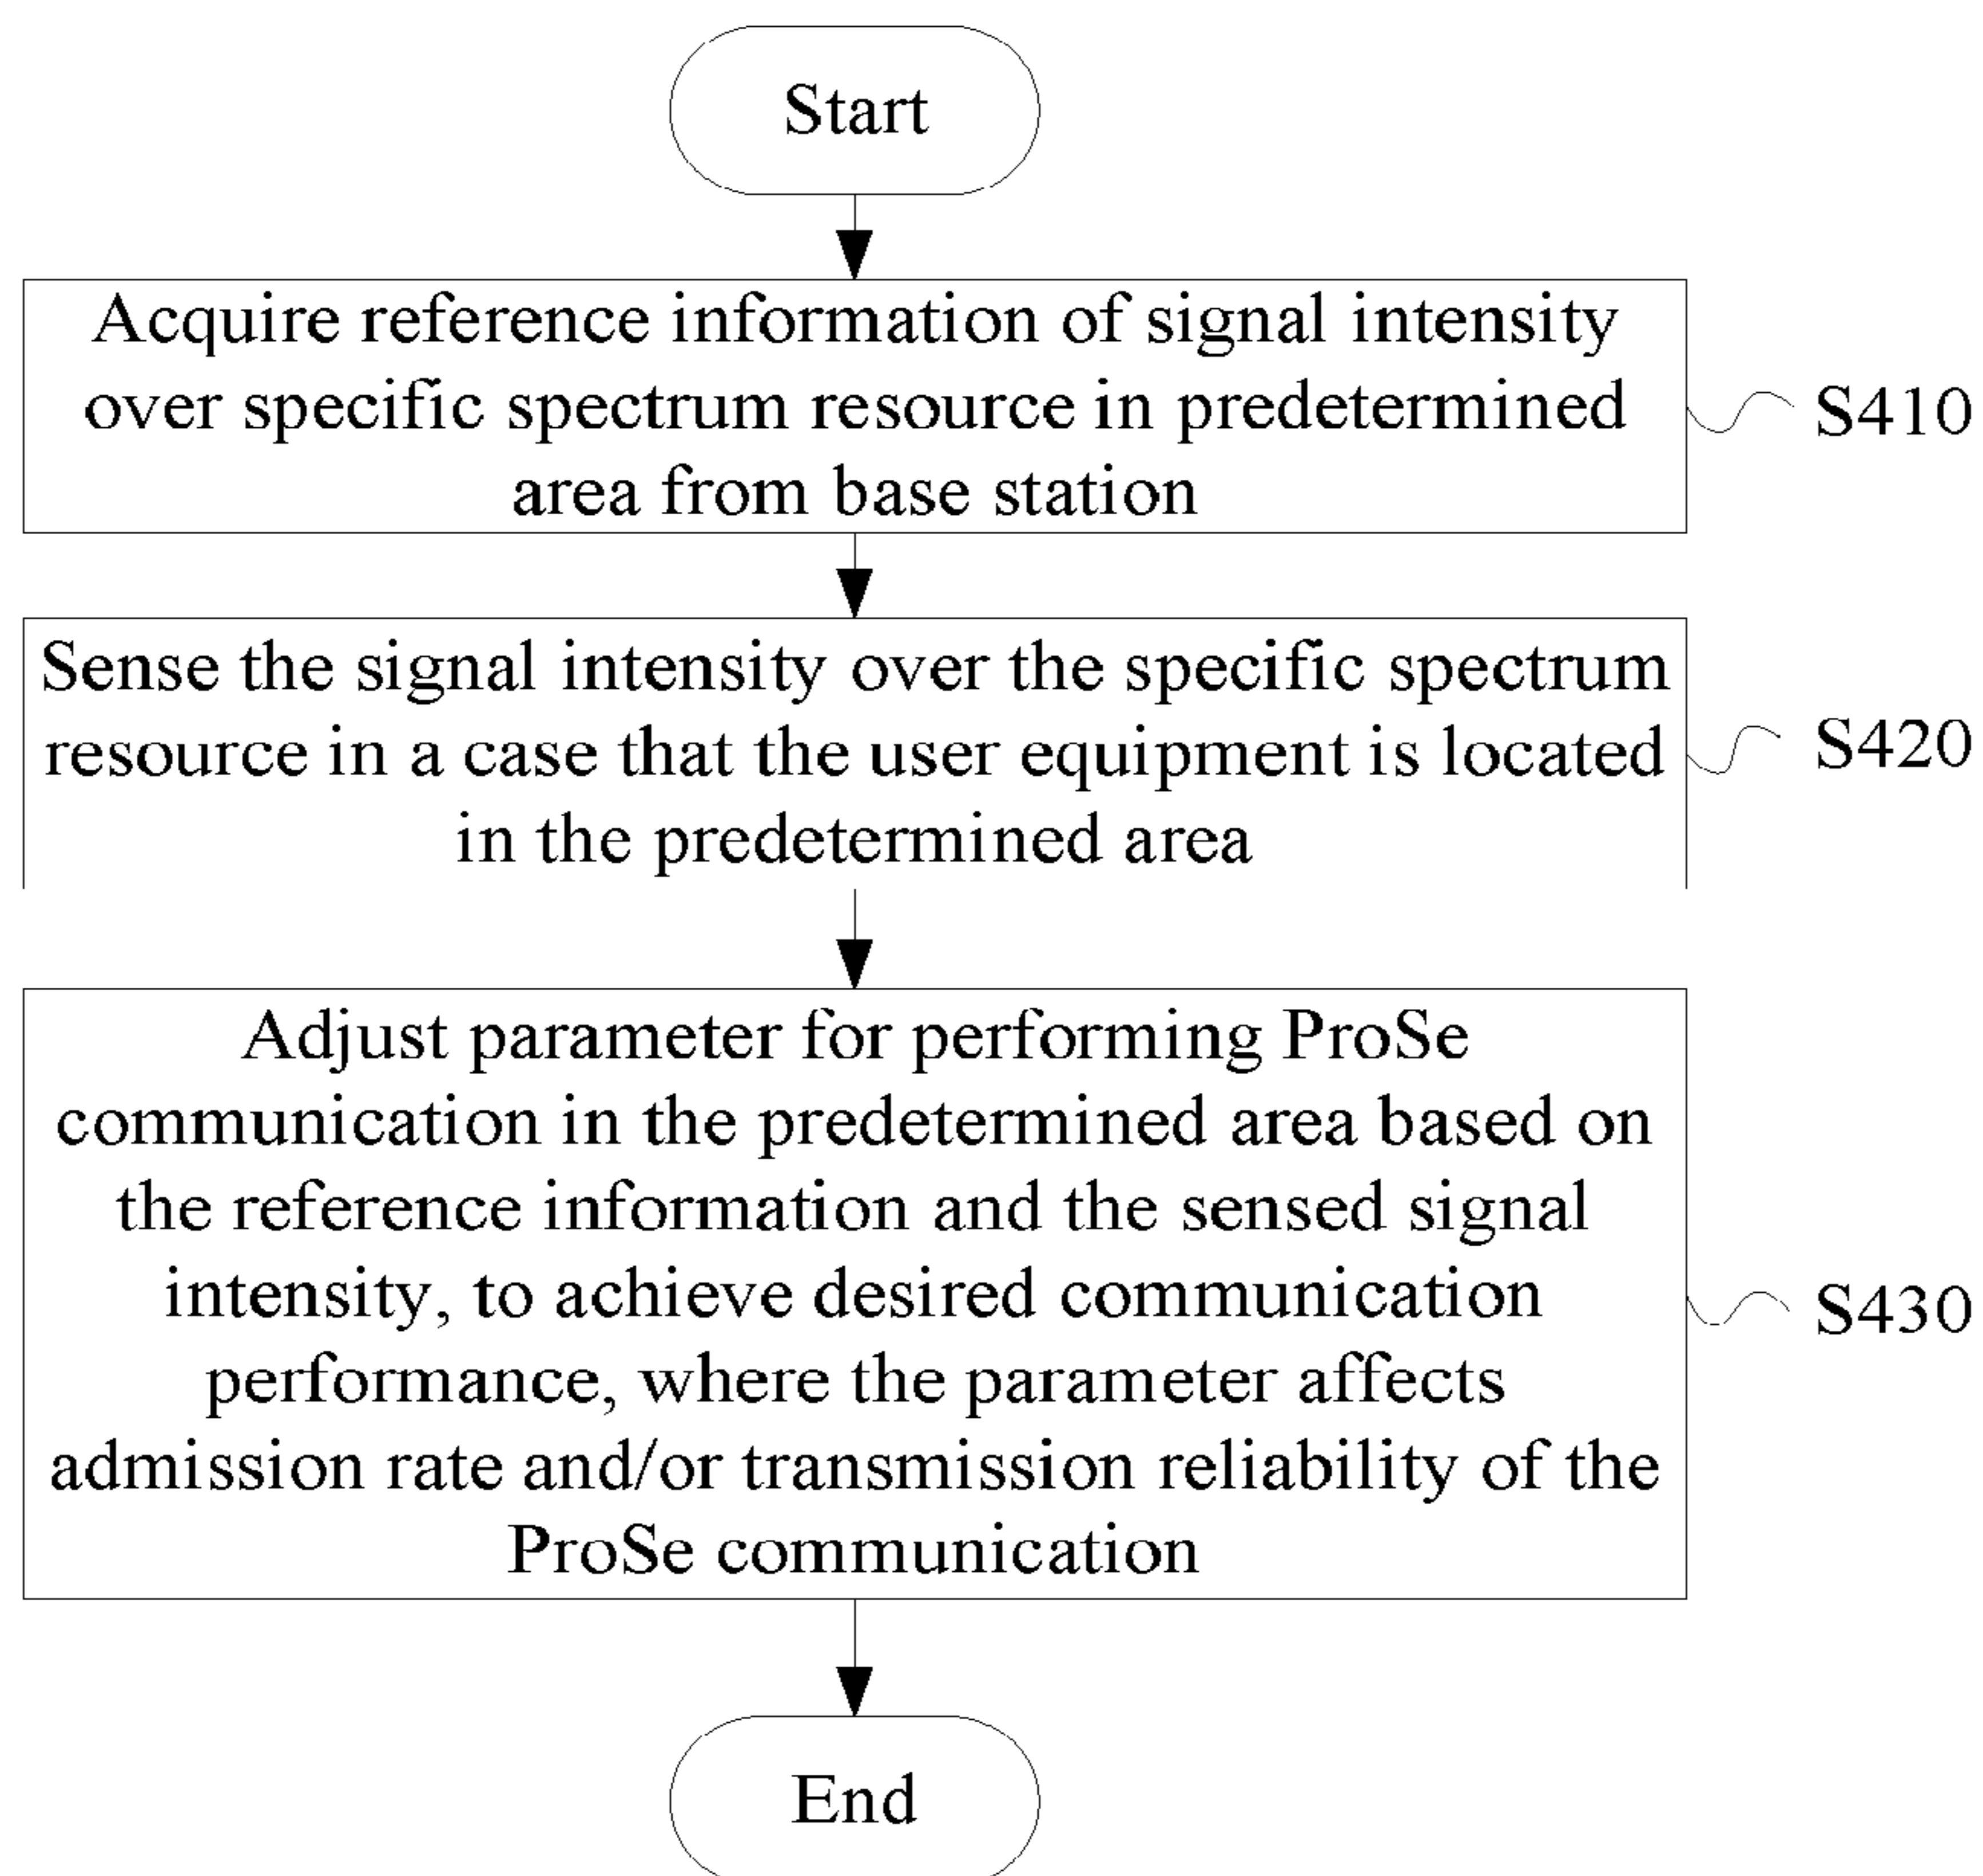 Start
Acquire reference information of signal intensity
over specific spectrum resource in predetermined
area from base station
S410
Sense the signal intensity over the specific spectrum
resource in a case that the user equipment is located
in the predetermined area
S420
Adjust parameter for performing ProSe
communication in the predetermined area based on
the reference information and the sensed signal
intensity, to achieve desired communication
performance, where the parameter affects
admission rate and/or transmission reliability of the
ProSe communication
S430
End